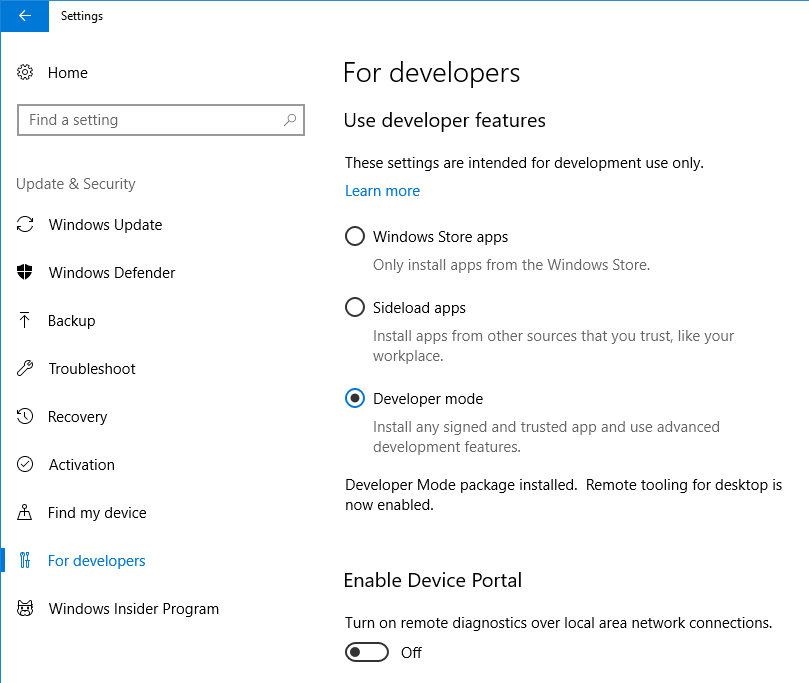 Settings
Home
Find a setting
Update & Security
Windows Update
Windows Defender
Backup
Troubleshoot
Recovery
Activation
Find my device
For developers
Windows Insider Program
For developers
Use developer features
These settings are intended for development use only.
Learn more
Windows Store apps
Only install apps from the Windows Store.
Sideload apps
Install apps from other sources that you trust, like your
workplace.
Developer mode
Install any signed and trusted app and use advanced
development features.
Developer Mode package installed.  Remote tooling for desktop is
now enabled.
Enable Device Portal
Turn on remote diagnostics over local area network connections.
Off